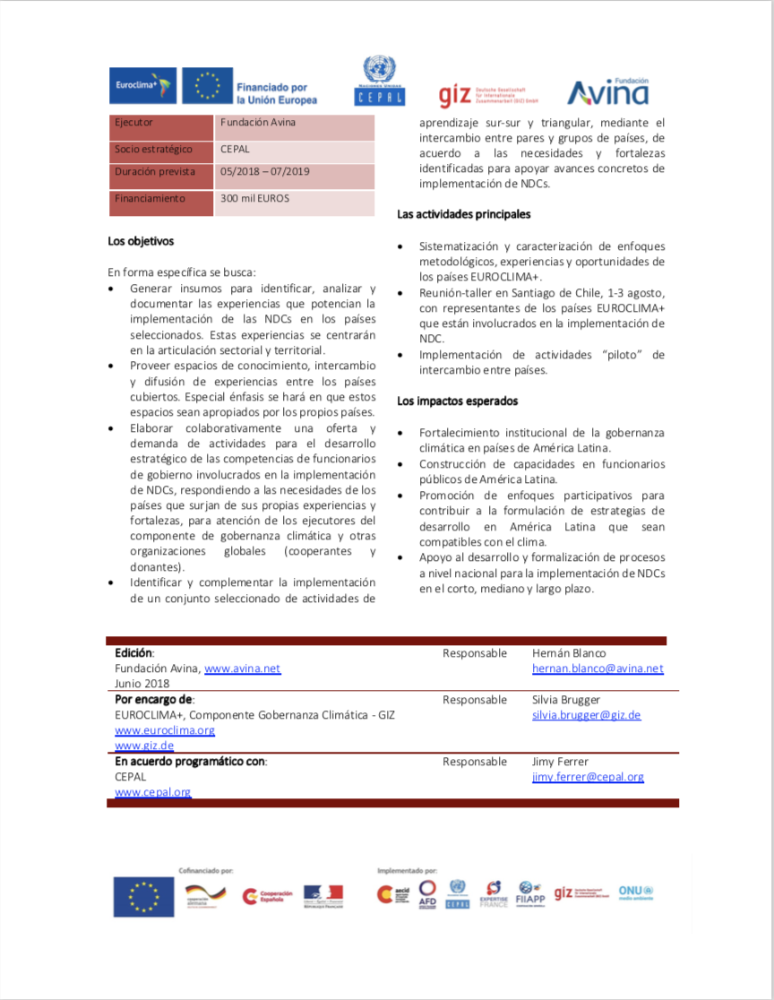 Euroclima+
Financiado por
la Unión Europea
NACIONES UNIDAS
CEPAL
giz Deutsche Gesellschaft
für Internationale
Zusammenarbeit (GIZ) GmbH
Fundación
Avina
Ejecutor Fundación Avina
Socio estratégico CEPAL
Duración prevista 05/2018 – 07/2019
Financiamiento 300 mil EUROS
Los objetivos
En forma específica se busca:
• Generar insumos para identificar, analizar y
documentar las experiencias que potencian la
implementación de las NDCs en los países
seleccionados. Estas experiencias se centrarán
en la articulación sectorial y territorial.
• Proveer espacios de conocimiento, intercambio
y difusión de experiencias entre los países
cubiertos. Especial énfasis se hará en que estos
espacios sean apropiados por los propios países.
• Elaborar colaborativamente una oferta y
demanda de actividades para el desarrollo
estratégico de las competencias de funcionarios
de gobierno involucrados en la implementación
de NDCs, respondiendo a las necesidades de los
países que surjan de sus propias experiencias y
fortalezas, para atención de los ejecutores del
componente de gobernanza climática y otras
organizaciones globales (cooperantes y
donantes).
• Identificar y complementar la implementación
de un conjunto seleccionado de actividades de
aprendizaje sur-sur y triangular, mediante el
intercambio entre pares y grupos de países, de
acuerdo a las necesidades y fortalezas
identificadas para apoyar avances concretos de
implementación de NDCs.
Las actividades principales
• Sistematización y caracterización de enfoques
metodológicos, experiencias y oportunidades de
los países EUROCLIMA+.
• Reunión-taller en Santiago de Chile, 1-3 agosto,
con representantes de los países EUROCLIMA+
que están involucrados en la implementación de
NDC.
• Implementación de actividades “piloto” de
intercambio entre países.
Los impactos esperados
• Fortalecimiento institucional de la gobernanza
climática en países de América Latina.
• Construcción de capacidades en funcionarios
públicos de América Latina.
• Promoción de enfoques participativos para
contribuir a la formulación de estrategias de
desarrollo en América Latina que sean
compatibles con el clima.
• Apoyo al desarrollo y formalización de procesos
a nivel nacional para la implementación de NDCs
en el corto, mediano y largo plazo.
Edición: Responsable Hernán Blanco
Fundación Avina, www.avina.net hernan.blanco@avina.net
Junio 2018
Por encargo de: Responsable Silvia Brugger
EUROCLIMA+, Componente Gobernanza Climática - GIZ silvia.brugger@giz.de
www.euroclima.org
www.giz.de
En acuerdo programático con: Responsable Jimy Ferrer
CEPAL jimy.ferrer@cepal.org
www.cepal.org
Cofinanciado por: Implementado por:
cooperación
alemana
Cooperación
Española
RÉPUBLIQUE FRANÇAISE
aecid
AFD
CEPAL
EXPERTISE
FRANCE
FIIAPP
giz
ONU
medio ambiente